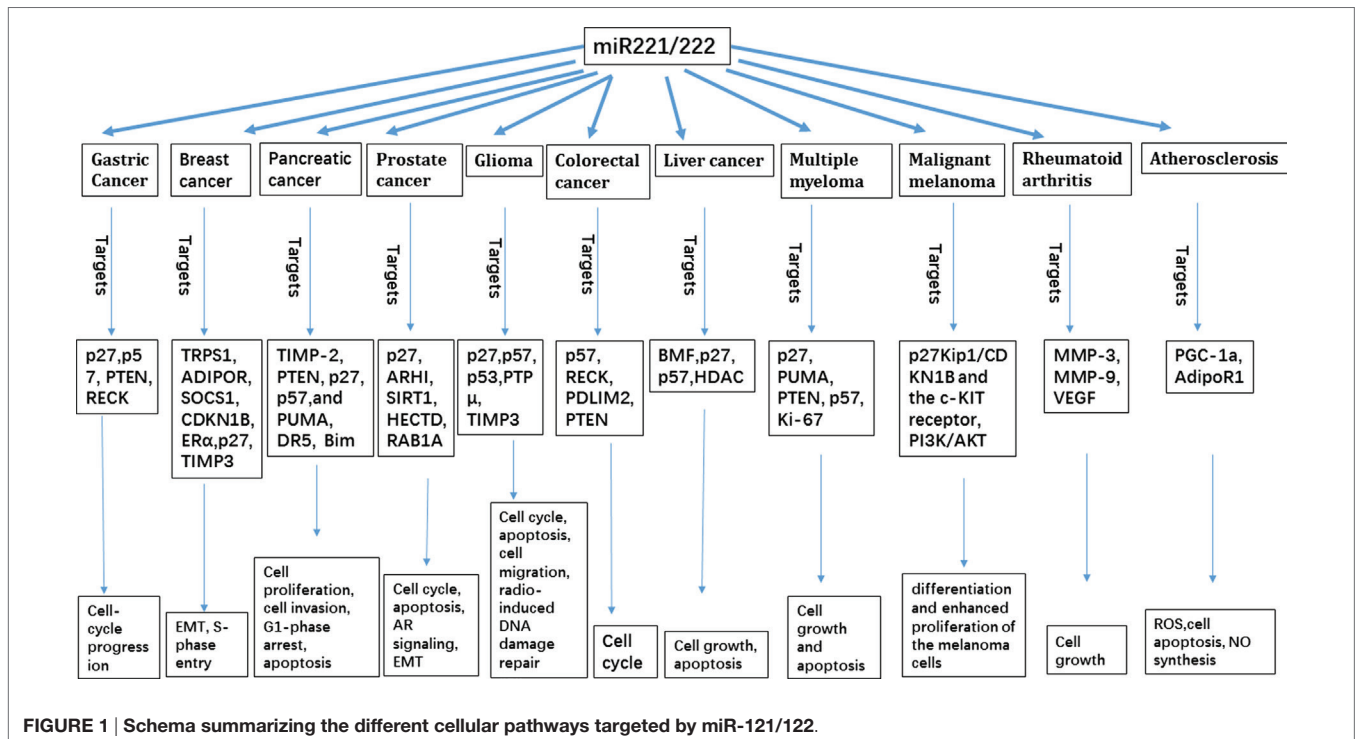 miR221/222
Gastric
Cancer
Breast
cancer
Pancreatic
cancer
Prostate
cancer
Glioma
Colorectal
cancer
Liver cancer
Multiple
myeloma
Malignant
melanoma
Rheumatoid
arthritis
Atherosclerosis
Targets
Targets
Targets
Targets
Targets
Targets
Targets
Targets
Targets
Targets
Targets
p27,p5
7, PTEN,
RECK
TRPS1,
ADIPOR,
SOCS1,
CDKN1B,
ERα,p27,
TIMP3
TIMP-2,
PTEN, p27,
p57,and
PUMA,
DR5, Bim
p27,
ARHI,
SIRT1,
HECTD,
RAB1A
p27,p57,
p53,PTP
μ,
TIMP3
p57,
RECK,
PDLIM2,
PTEN
BMF,p27,
p57,HDAC
p27,
PUMA,
PTEN, p57,
Ki-67
p27Kip1/CD
KN1B and
the c-KIT
receptor,
PI3K/AKT
MMP-3,
MMP-9,
VEGF
PGC-1a,
AdipoR1
Cell-
cycle
progress
ion
EMT, S-
phase
entry
Cell
proliferation,
cell invasion,
G1-phase
arrest,
apoptosis
Cell cycle,
apoptosis,
AR
signaling,
EMT
Cell cycle,
apoptosis,
cell
migration,
radio-
induced
DNA
damage
repair
Cell
cycle
Cell growth,
apoptosis
Cell
growth
and
apoptosis
differentiation
and enhanced
proliferation of
the melanoma
cells
Cell
growth
ROS,cell
apoptosis, NO
synthesis
FIGURE 1 | Schema summarizing the different cellular pathways targeted by miR-121/122.